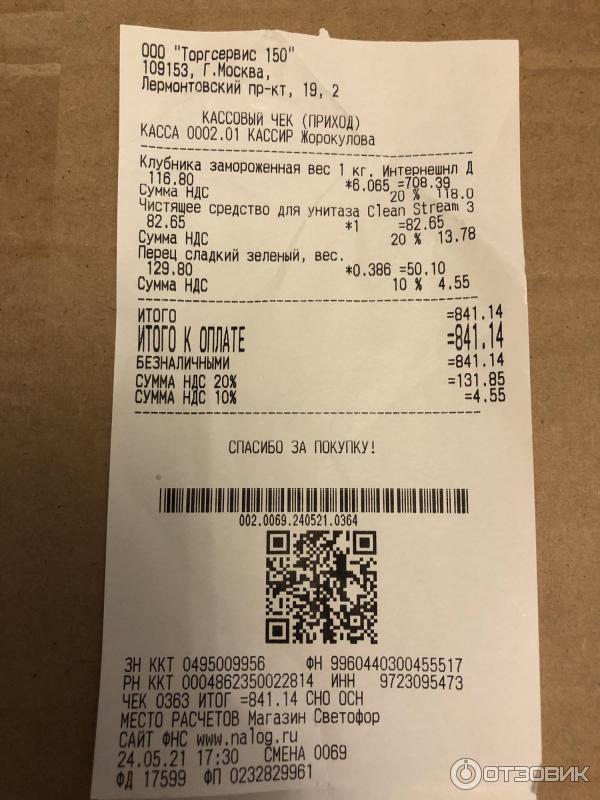 ООО "Торгсервис 150"
109153, Г.Москва,
Лермонтовский пр-кт, 19, 2
КАССОВЫЙ ЧЕК (ПРИХОД)
КАССА 0002.01 КАССИР Жорокулова
Клубника замороженная вес 1 кг. Интернешнл Д
116.80 *6.065 =708.39
Сумма НДС 20 % 118.0
Чистящее средство для унитаза Clean Stream 3
82.65 *1 =82.65
Сумма НДС 20 % 13.78
Перец сладкий зеленый, вес.
129.80 *0.386 =50.10
Сумма НДС 10 % 4.55
ИТОГО =841.14
ИТОГО К ОПЛАТЕ =841.14
БЕЗНАЛИЧНЫМИ =841.14
СУММА НДС 20% =131.85
СУММА НДС 10% =4.55
СПАСИБО ЗА ПОКУПКУ!
002.0069.240521.0364
ЗН ККТ 0495009956 ФН 9960440300455517
РН ККТ 0004862350022814 ИНН 9723095473
ЧЕК 0363 ИТОГ =841.14 СНО ОСН
МЕСТО РАСЧЕТОВ Магазин Светофор
САЙТ ФНС www.nalog.ru
24.05.21 17:30 СМЕНА 0069
ФД 17599 ФП 0232829961
ОТЗОВИК